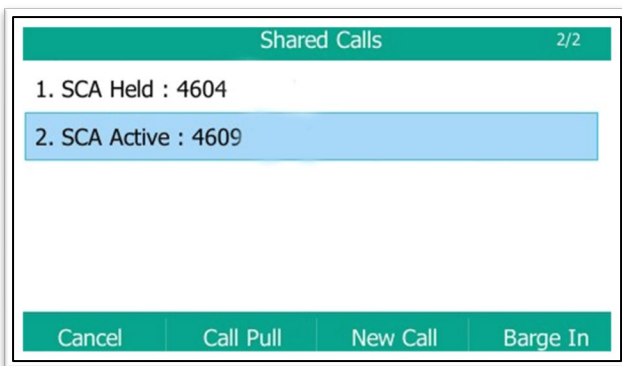 Shared Calls 2/2
1. SCA Held : 4604
2. SCA Active : 4609
Cancel Call Pull New Call Barge In